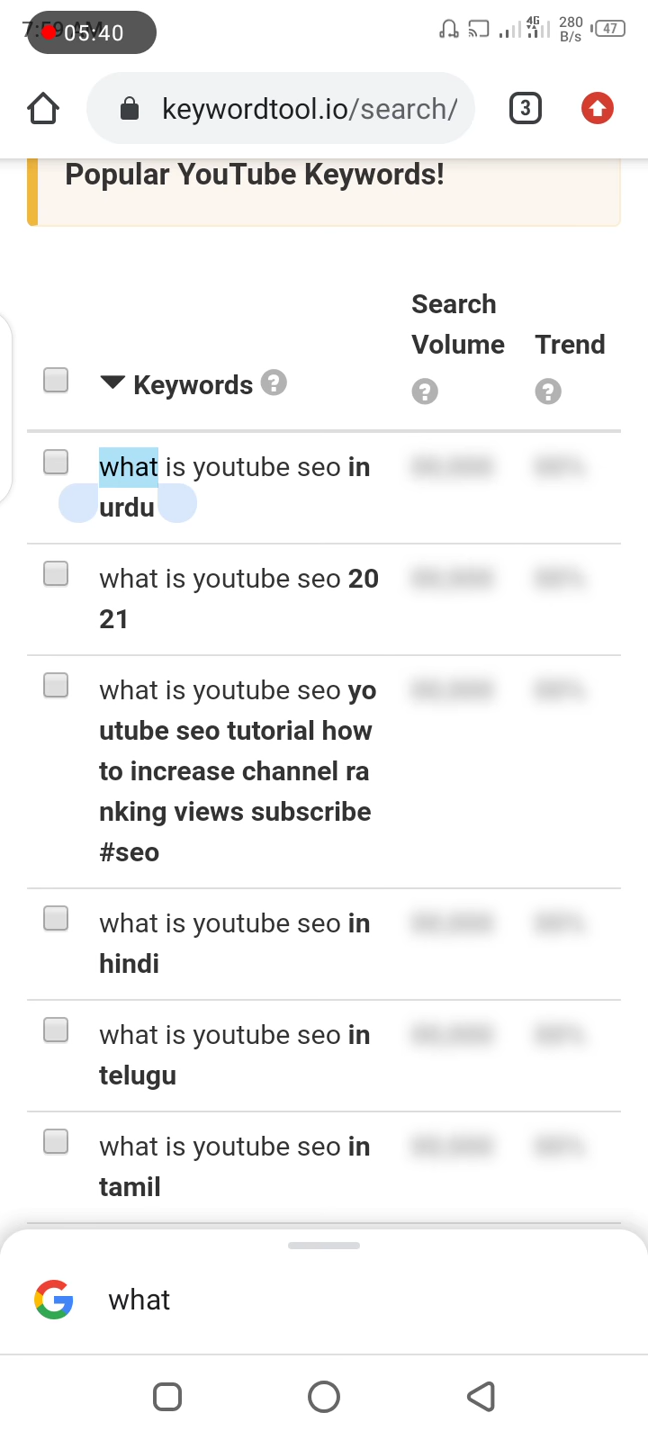 05:40
4G
280
B/s
47
keywordtool.io/search/
3
Popular YouTube Keywords!
Search
Volume
Trend
Keywords ?
?
?
what is youtube seo in
urdu
what is youtube seo 20
21
what is youtube seo yo
utube seo tutorial how
to increase channel ra
nking views subscribe
#seo
what is youtube seo in
hindi
what is youtube seo in
telugu
what is youtube seo in
tamil
what